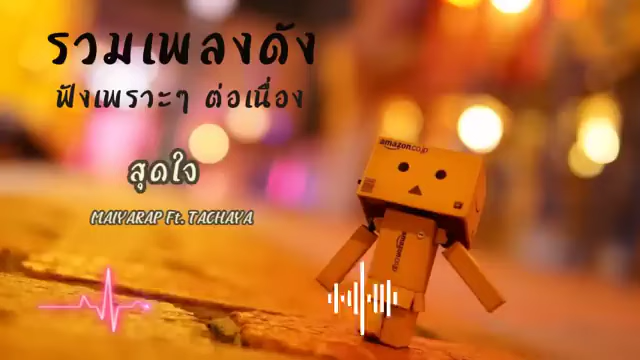 รวมเพลงดัง
ฟังเพราะๆ ต่อเนื่อง
สุดใจ
MAIYARAP Ft. TACHAYA
amazon.co.jp
amazon